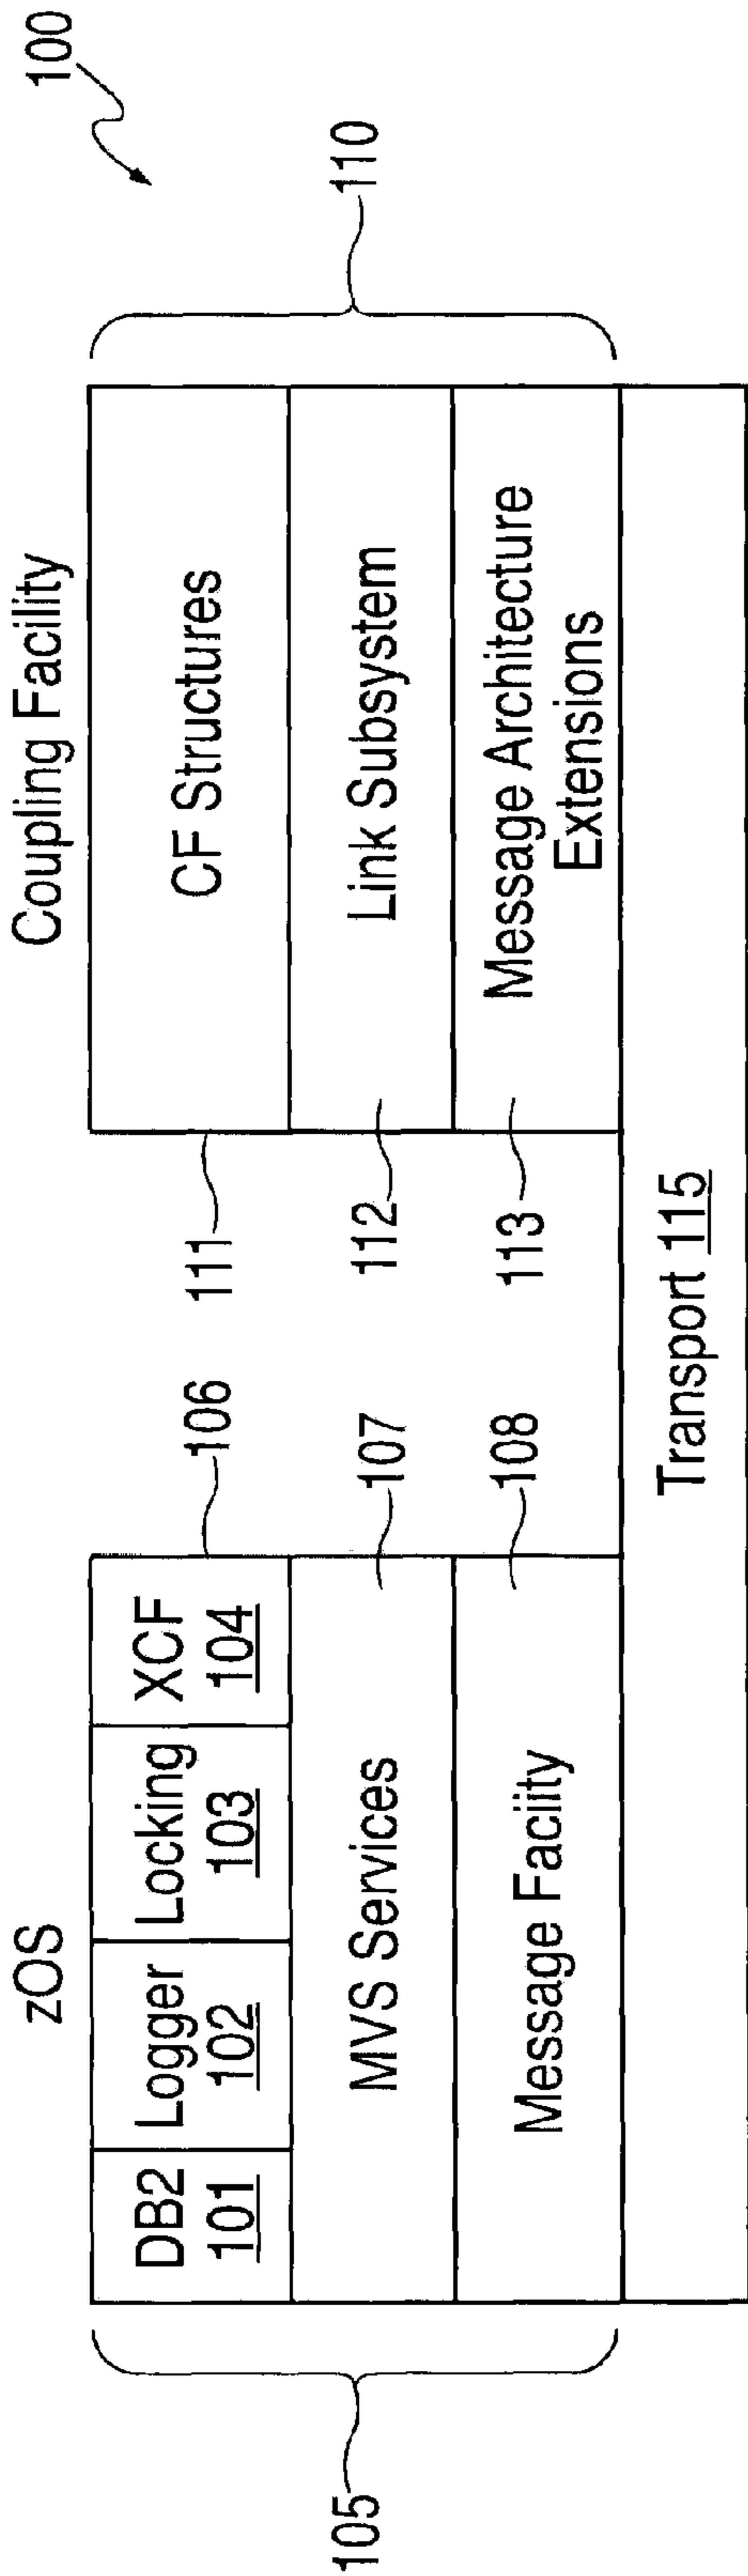 100
zOS
Coupling Facility
DB2
101
Logger
102
Locking
103
XCF
104
106
111
CF Structures
MVS Services
107
112
Link Subsystem
Message Faciity
108
113
Message Architecture
Extensions
105
110
Transport 115